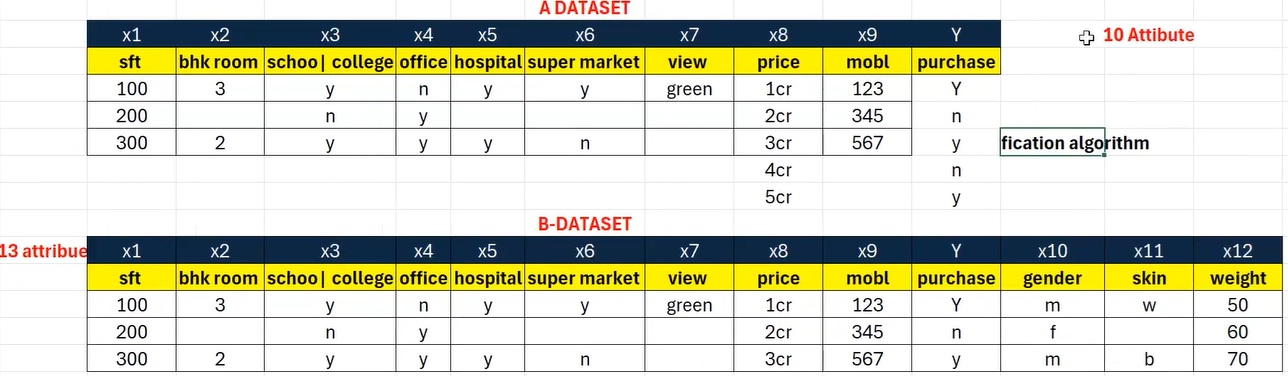 A DATASET
x1 x2 x3 x4 x5 x6 x7 x8 x9 Y 10 Attibute
sft bhk room schoo| college office hospital super market view price mobl purchase
100 3 y n y y green 1cr 123 Y
200 n y 2cr 345 n
300 2 y y y n 3cr 567 y fication algorithm
4cr n
5cr y
B-DATASET
13 attribue x1 x2 x3 x4 x5 x6 x7 x8 x9 Y x10 x11 x12
sft bhk room schoo| college office hospital super market view price mobl purchase gender skin weight
100 3 y n y y green 1cr 123 Y m w 50
200 n y 2cr 345 n f 60
300 2 y y y n 3cr 567 y m b 70